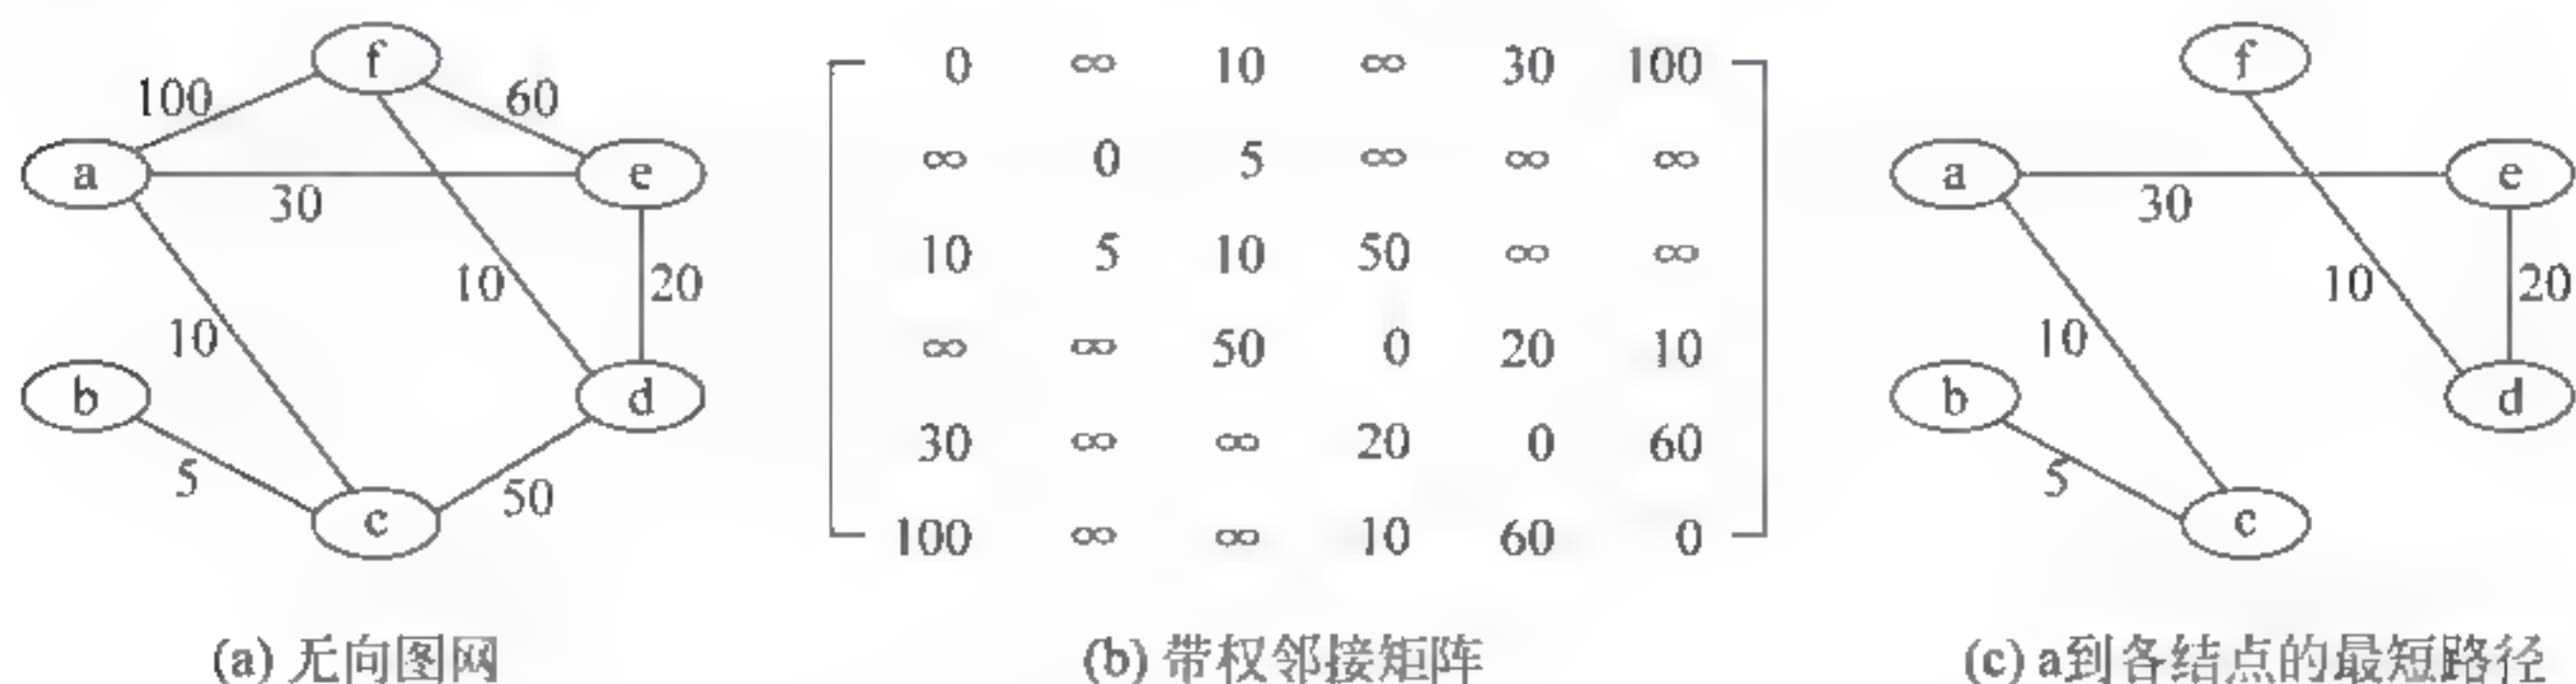 f
100
60
a
e
30
10
20
10
b
d
5
50
c
0 ∞ 10 ∞ 30 100
∞ 0 5 ∞ ∞ ∞
10 5 10 50 ∞ ∞
∞ ∞ 50 0 20 10
30 ∞ ∞ 20 0 60
100 ∞ ∞ 10 60 0
f
a
e
30
10
20
10
b
d
5
c
(a) 无向图网
(b) 带权邻接矩阵
(c) a到各结点的最短路径